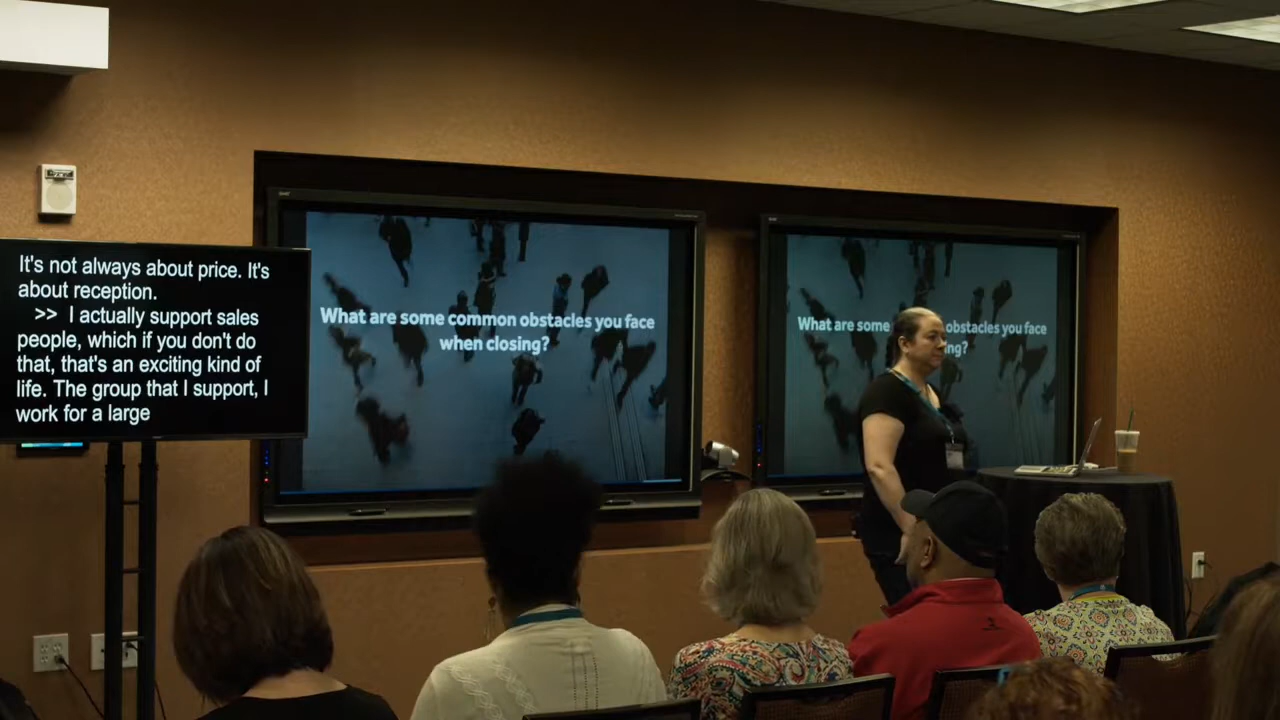 It's not always about price. It's
about reception.
>> I actually support sales
people, which if you don't do
that, that's an exciting kind of
life. The group that I support, I
work for a large
What are some common obstacles you face
when closing?
What are some obstacles you face
ing?